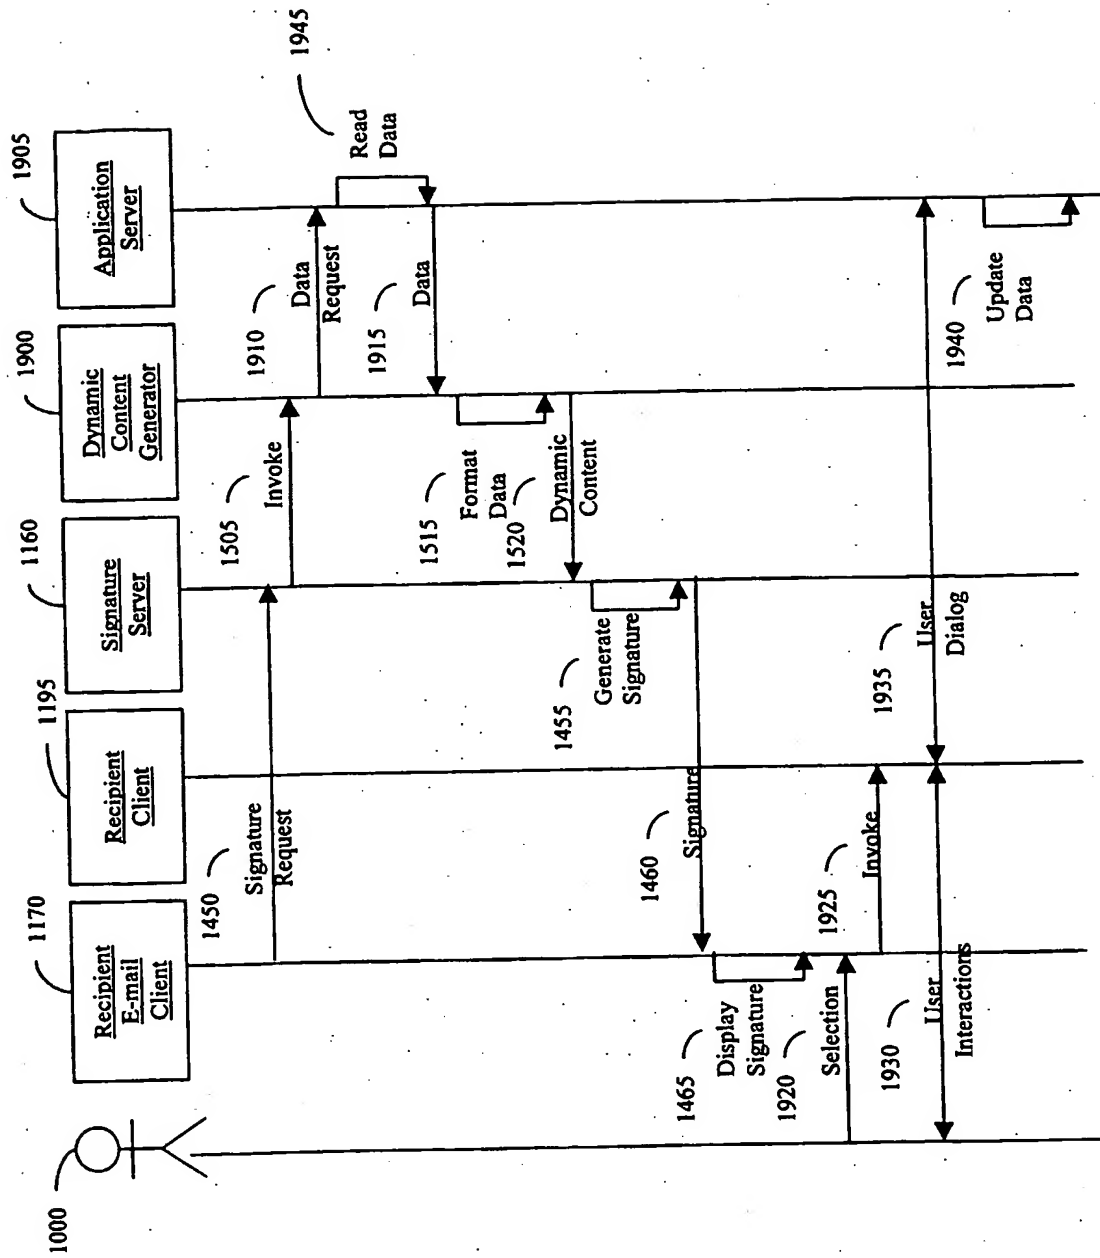 1000
1170
Recipient
E-mail
Client
1195
Recipient
Client
1160
Signature
Server
1900
Dynamic
Content
Generator
1905
Application
Server
1450
Signature
Request
1505
Invoke
1910
Data
Request
1945
Read
Data
1915
Data
1515
Format
Data
1520
Dynamic
Content
1455
Generate
Signature
1460
Signature
1465
Display
Signature
1920
Selection
1925
Invoke
1930
User
Interactions
1935
User
Dialog
1940
Update
Data